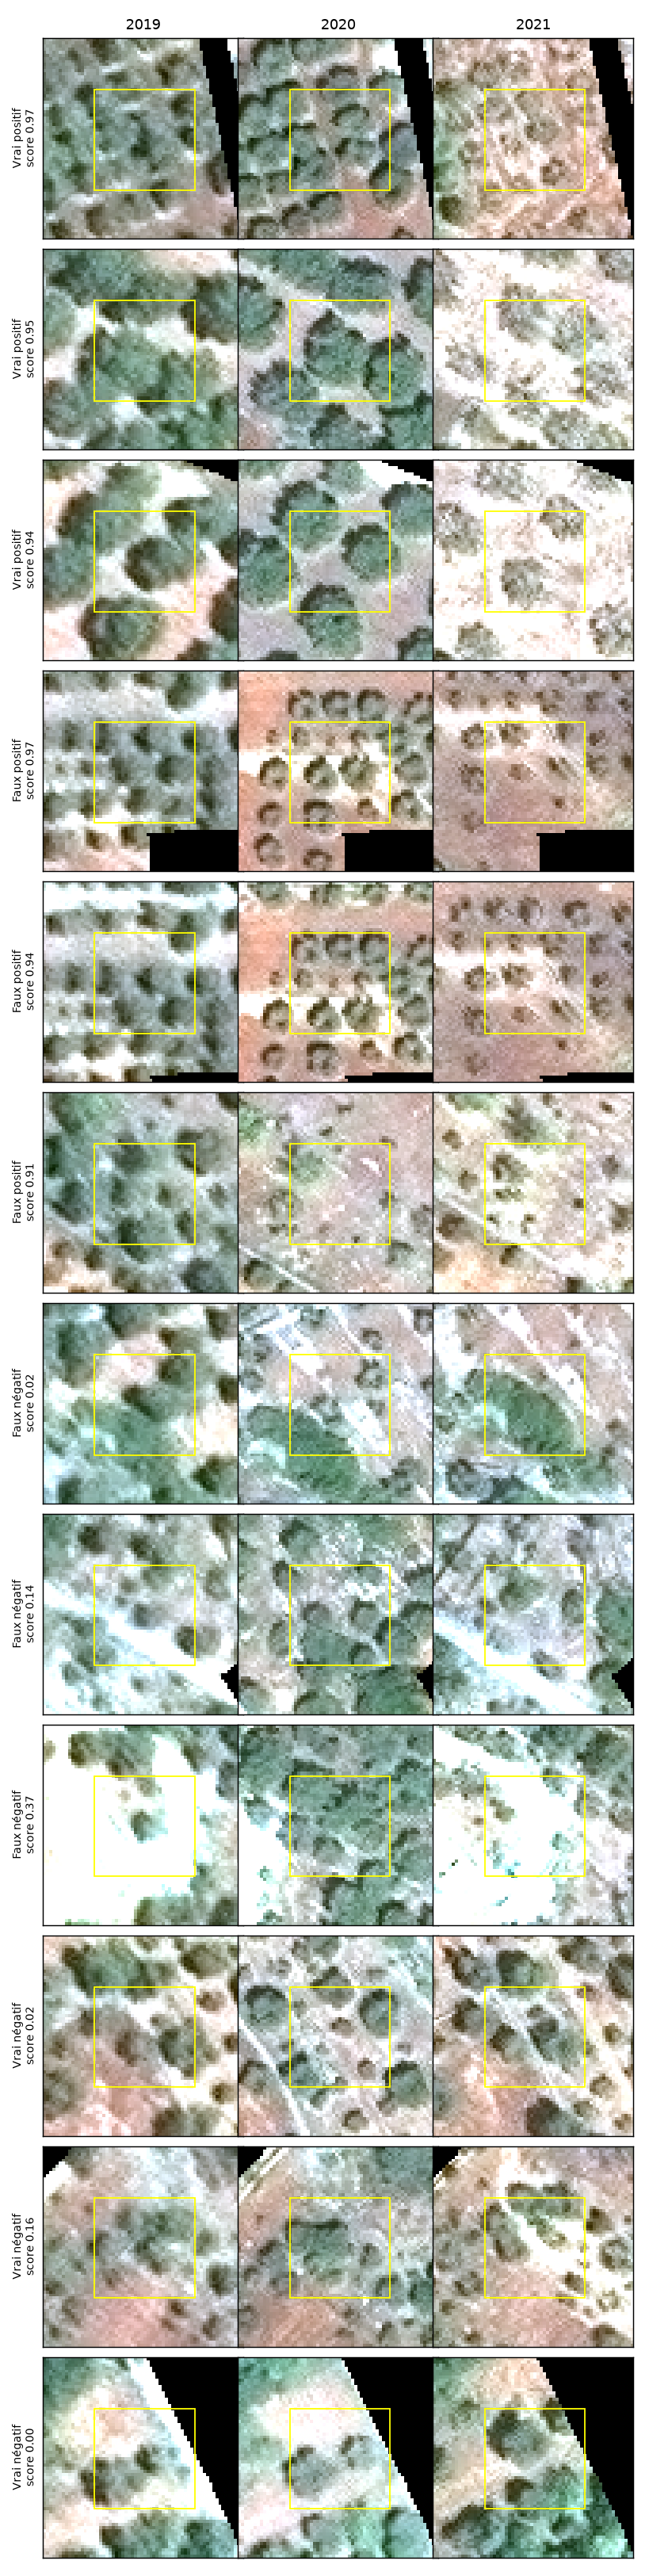 2019 2020 2021
Vrai positif
score 0.97
Vrai positif
score 0.95
Vrai positif
score 0.94
Faux positif
score 0.97
Faux positif
score 0.94
Faux positif
score 0.91
Faux négatif
score 0.02
Faux négatif
score 0.14
Faux négatif
score 0.37
Vrai négatif
score 0.02
Vrai négatif
score 0.16
Vrai négatif
score 0.00